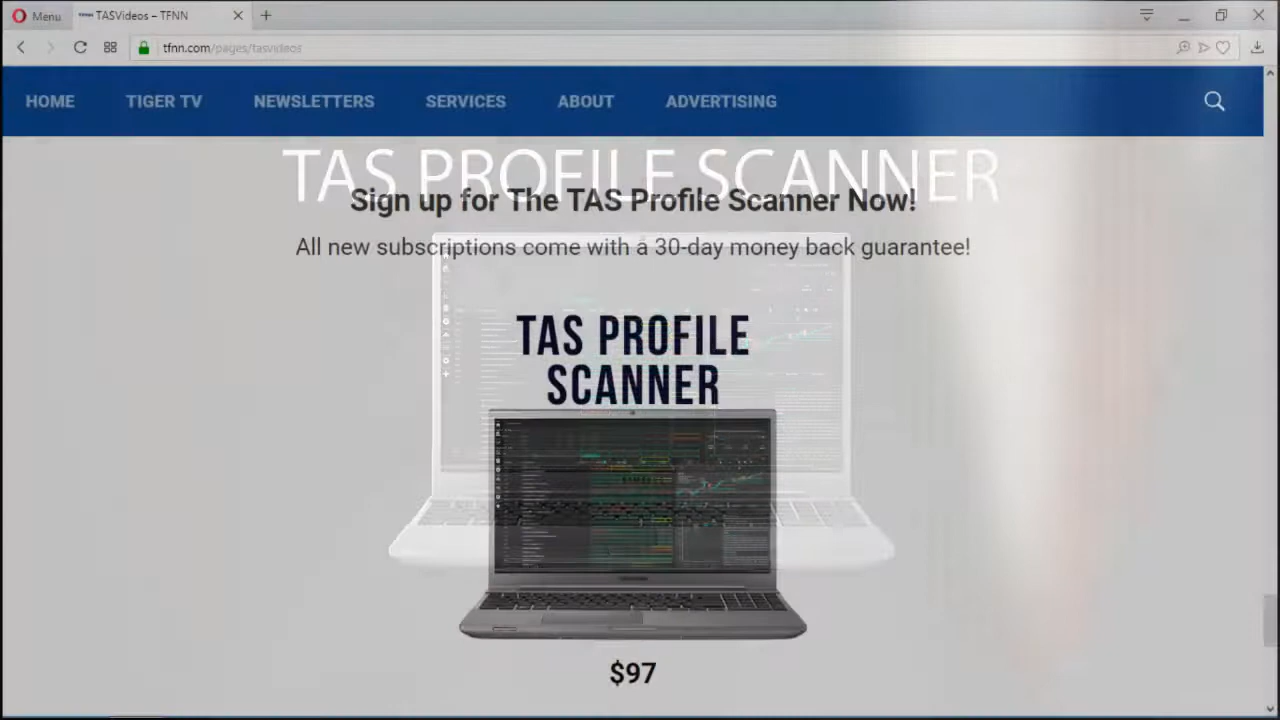 Menu
TASVideos – TFNN
tfnn.com/pages/tasvideos
HOME TIGER TV NEWSLETTERS SERVICES ABOUT ADVERTISING
TAS PROFILE SCANNER
Sign up for The TAS Profile Scanner Now!
All new subscriptions come with a 30-day money back guarantee!
TAS PROFILE
SCANNER
$97